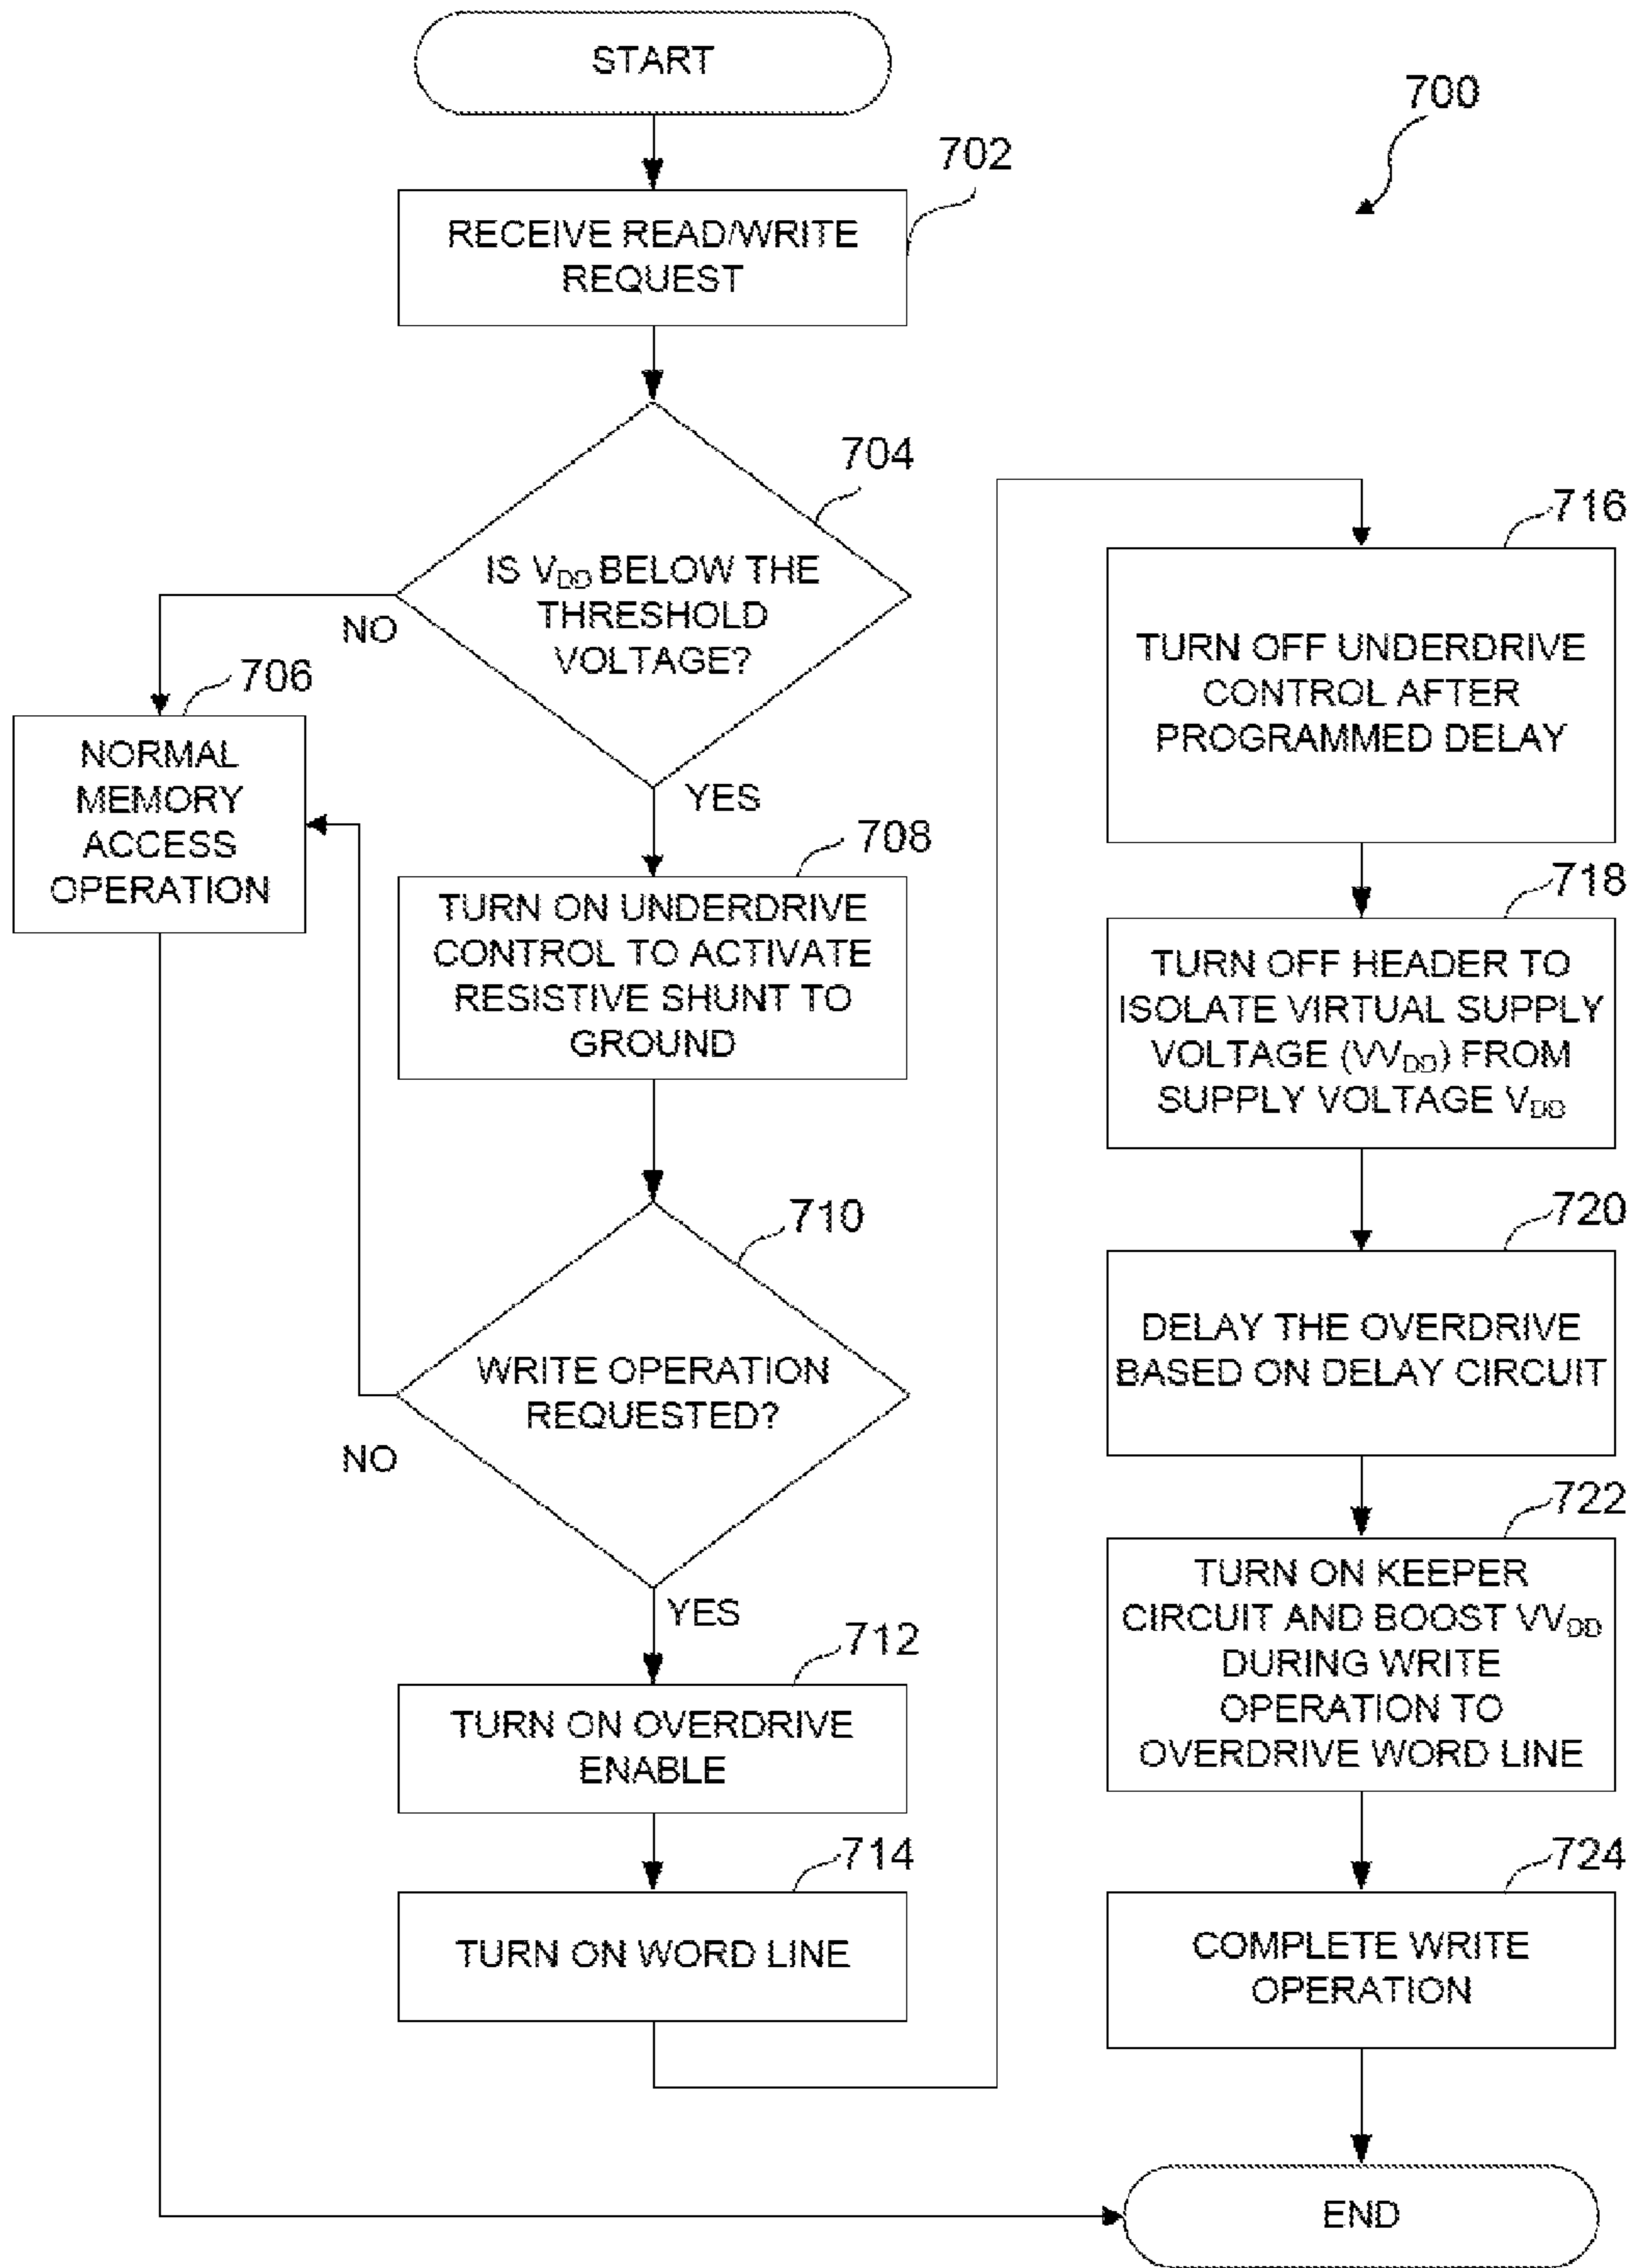 START
700
702
RECEIVE READ/WRITE
REQUEST
704
IS V_DD BELOW THE
THRESHOLD
VOLTAGE?
NO
YES
706
NORMAL
MEMORY
ACCESS
OPERATION
708
TURN ON UNDERDRIVE
CONTROL TO ACTIVATE
RESISTIVE SHUNT TO
GROUND
710
WRITE OPERATION
REQUESTED?
NO
YES
712
TURN ON OVERDRIVE
ENABLE
714
TURN ON WORD LINE
716
TURN OFF UNDERDRIVE
CONTROL AFTER
PROGRAMMED DELAY
718
TURN OFF HEADER TO
ISOLATE VIRTUAL SUPPLY
VOLTAGE (VV_DD) FROM
SUPPLY VOLTAGE V_DD
720
DELAY THE OVERDRIVE
BASED ON DELAY CIRCUIT
722
TURN ON KEEPER
CIRCUIT AND BOOST VV_DD
DURING WRITE
OPERATION TO
OVERDRIVE WORD LINE
724
COMPLETE WRITE
OPERATION
END